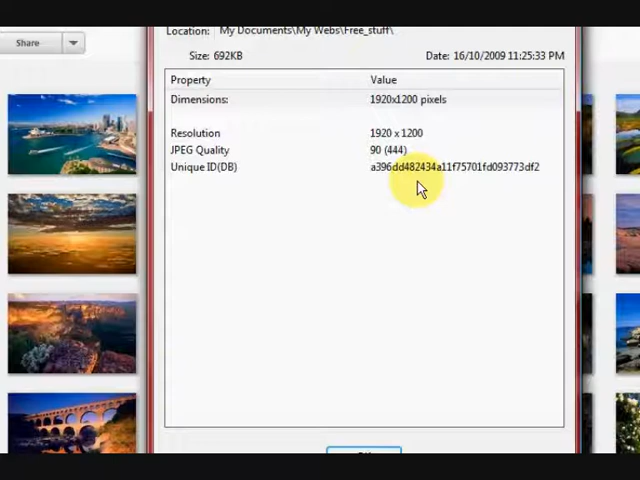 Location: My Documents\My Webs\Free_stuff\
Share
Size: 692KB Date: 16/10/2009 11:25:33 PM
Property Value
Dimensions: 1920x1200 pixels
Resolution 1920 x 1200
JPEG Quality 90 (444)
Unique ID(DB) a396dd482434a11f75701fd093773df2